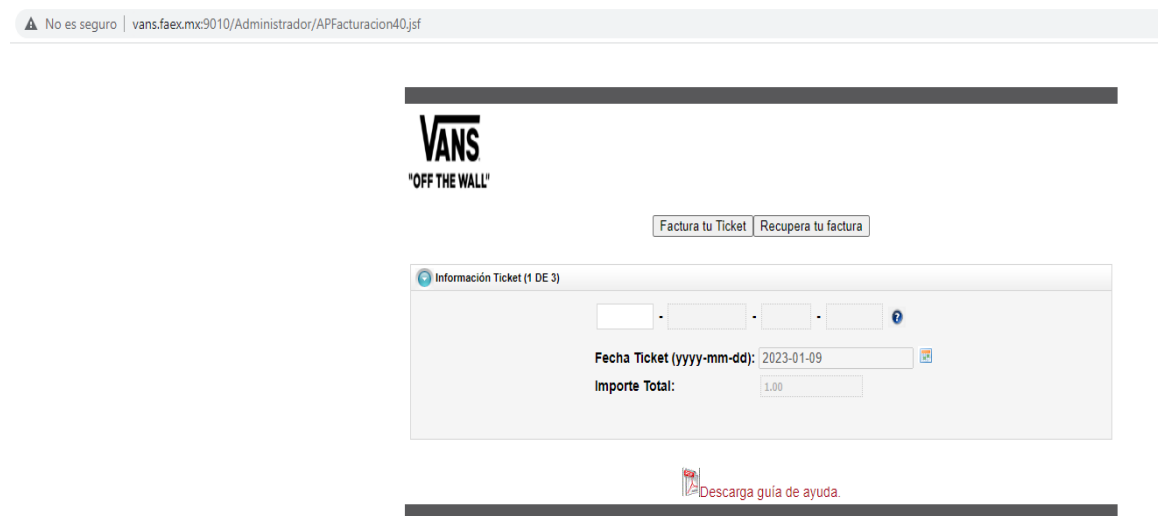 No es seguro | vans.faex.mx:9010/Administrador/APFacturacion40.jsf
VANS
"OFF THE WALL"
Factura tu Ticket Recupera tu factura
Información Ticket (1 DE 3)
- - - ?
Fecha Ticket (yyyy-mm-dd): 2023-01-09
Importe Total: 1.00
Descarga guía de ayuda.